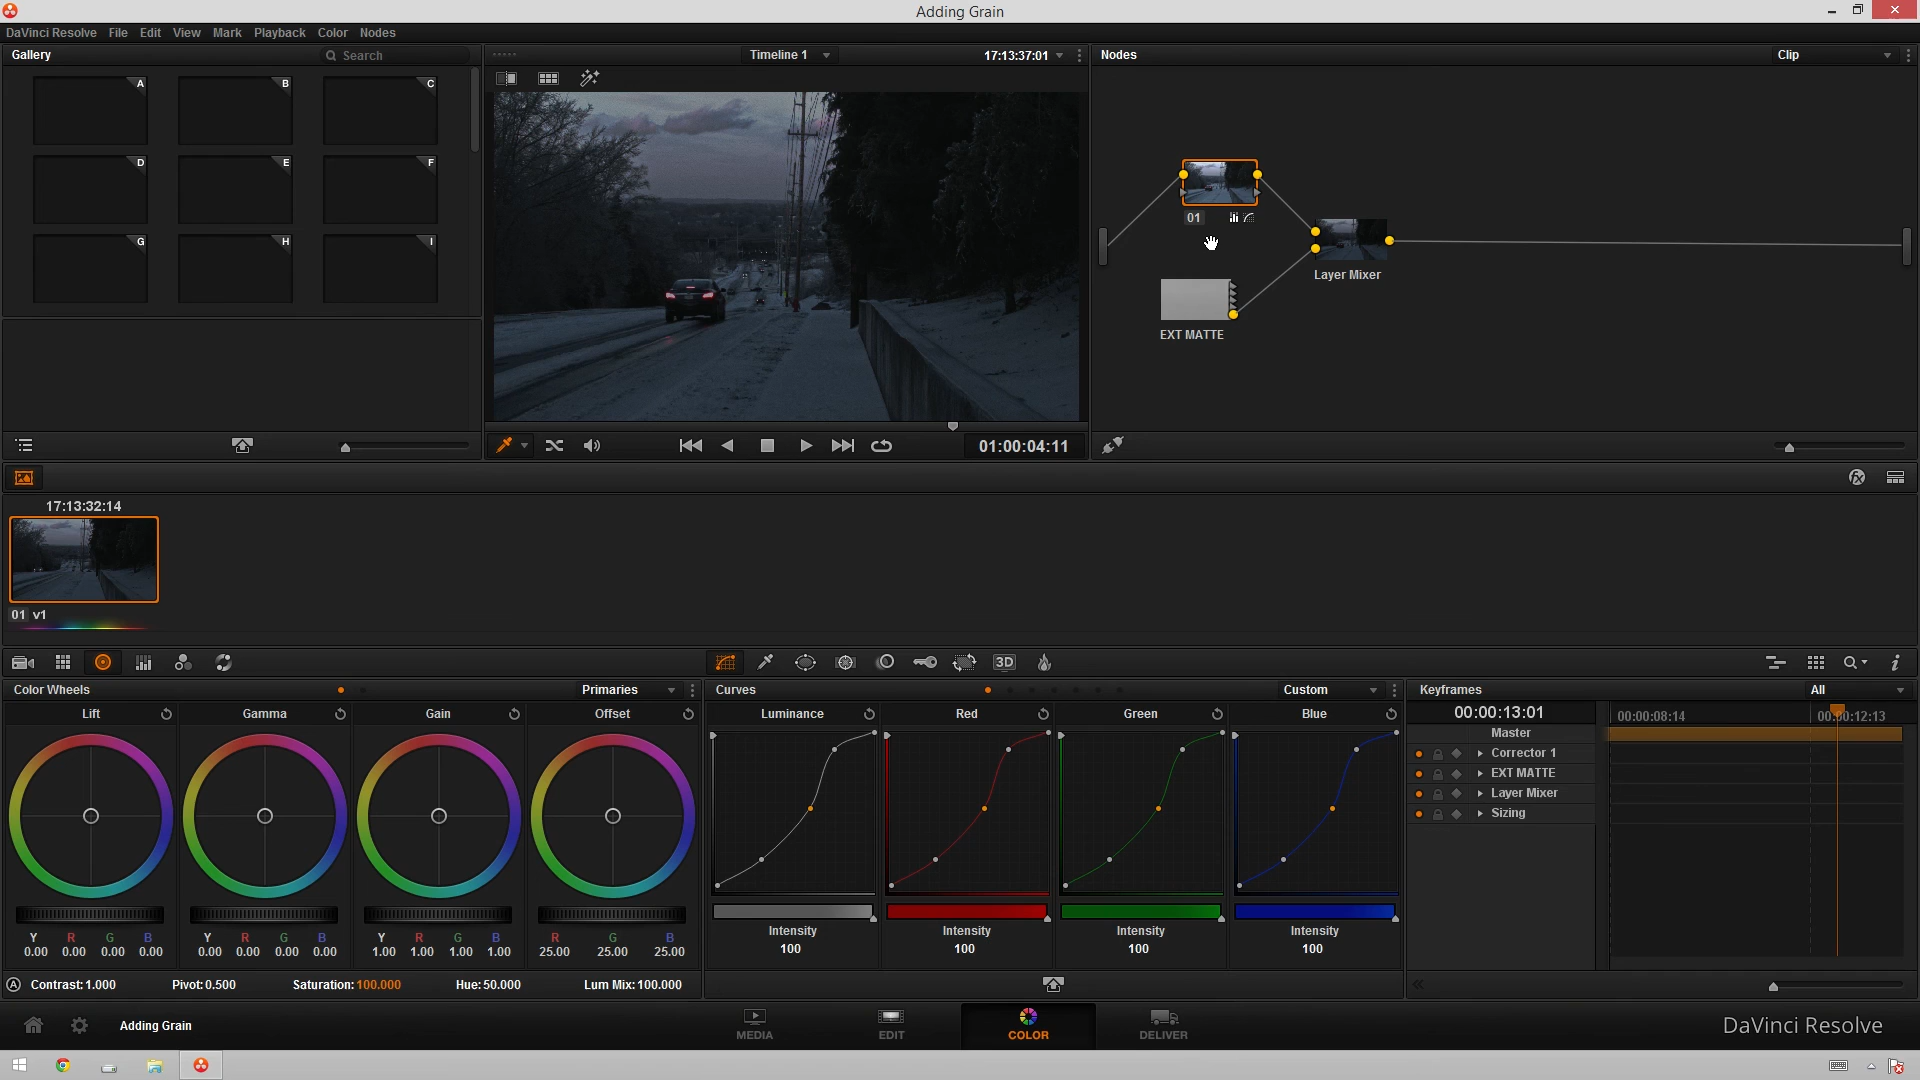 Adding Grain
DaVinci Resolve File Edit View Mark Playback Color Nodes
Gallery Search
Timeline 1 17:13:37:01
Nodes Clip
A B C
D E F
G H I
01
Layer Mixer
EXT MATTE
01:00:04:11
fx
17:13:32:14
01 v1
3D
Color Wheels Primaries
Curves Custom
Keyframes All
Lift Gamma Gain Offset
Luminance Red Green Blue
00:00:13:01 00:00:08:14 00:00:12:13
Master
Corrector 1
EXT MATTE
Layer Mixer
Sizing
Y R G B Y R G B Y R G B R G B
0.00 0.00 0.00 0.00 0.00 0.00 0.00 0.00 1.00 1.00 1.00 1.00 25.00 25.00 25.00
Intensity Intensity Intensity Intensity
100 100 100 100
A Contrast:1.000 Pivot:0.500 Saturation:100.000 Hue:50.000 Lum Mix:100.000
Adding Grain
MEDIA EDIT COLOR DELIVER
DaVinci Resolve